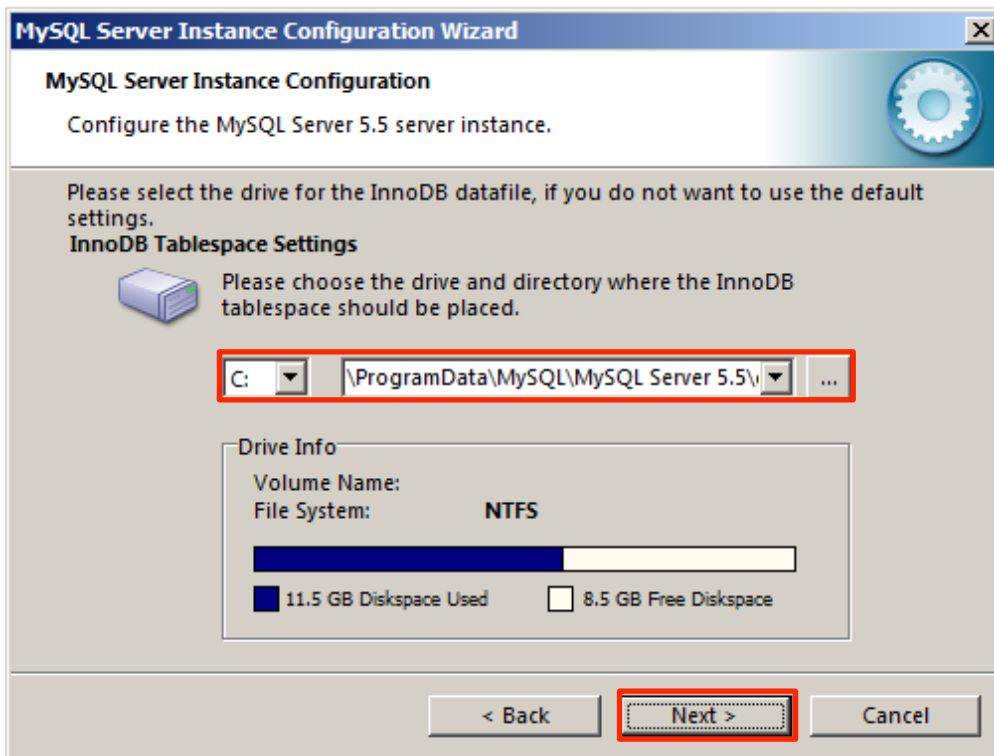 MySQL Server Instance Configuration Wizard
MySQL Server Instance Configuration
Configure the MySQL Server 5.5 server instance.
Please select the drive for the InnoDB datafile, if you do not want to use the default
settings.
InnoDB Tablespace Settings
Please choose the drive and directory where the InnoDB
tablespace should be placed.
C: \ProgramData\MySQL\MySQL Server 5.5\ ...
Drive Info
Volume Name:
File System: NTFS
11.5 GB Diskspace Used 8.5 GB Free Diskspace
< Back Next > Cancel